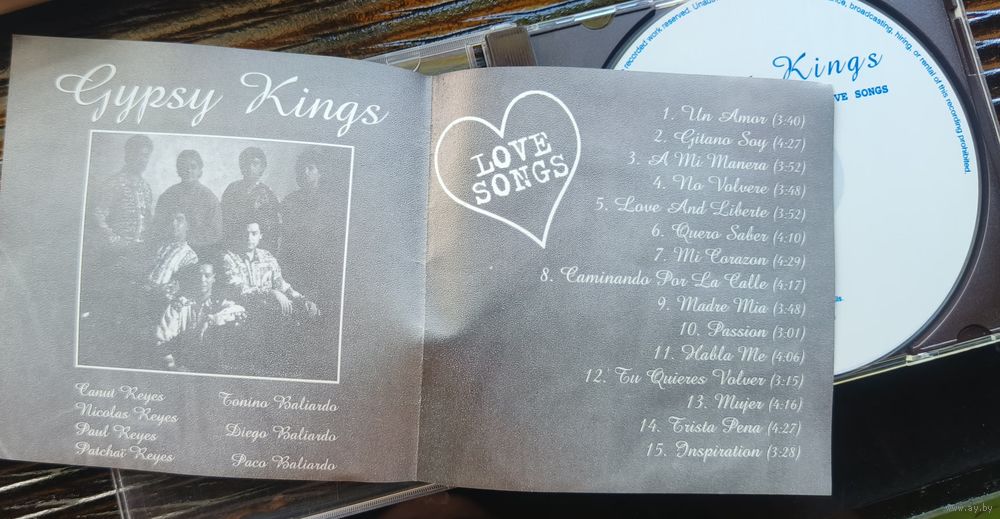 Gypsy Kings
Canut Reyes
Nicolas Reyes
Paul Reyes
Patchaï Reyes
Tonino Baliardo
Diego Baliardo
Paco Baliardo
LOVE
SONGS
1. Un Amor (3:40)
2. Gitano Soy (4:27)
3. A Mi Manera (3:52)
4. No Volvere (3:48)
5. Love And Liberte (3:52)
6. Quero Saber (4:10)
7. Mi Corazon (4:29)
8. Caminando Por La Calle (4:17)
9. Madre Mia (3:48)
10. Passion (3:01)
11. Habla Me (4:06)
12. Tu Quieres Volver (3:15)
13. Mujer (4:16)
14. Trista Pena (4:27)
15. Inspiration (3:28)
recorded work reserved. Unau
ce, broadcasting, hiring, or rental of this recording prohibited.
Kings
VE SONGS
www.ay.by